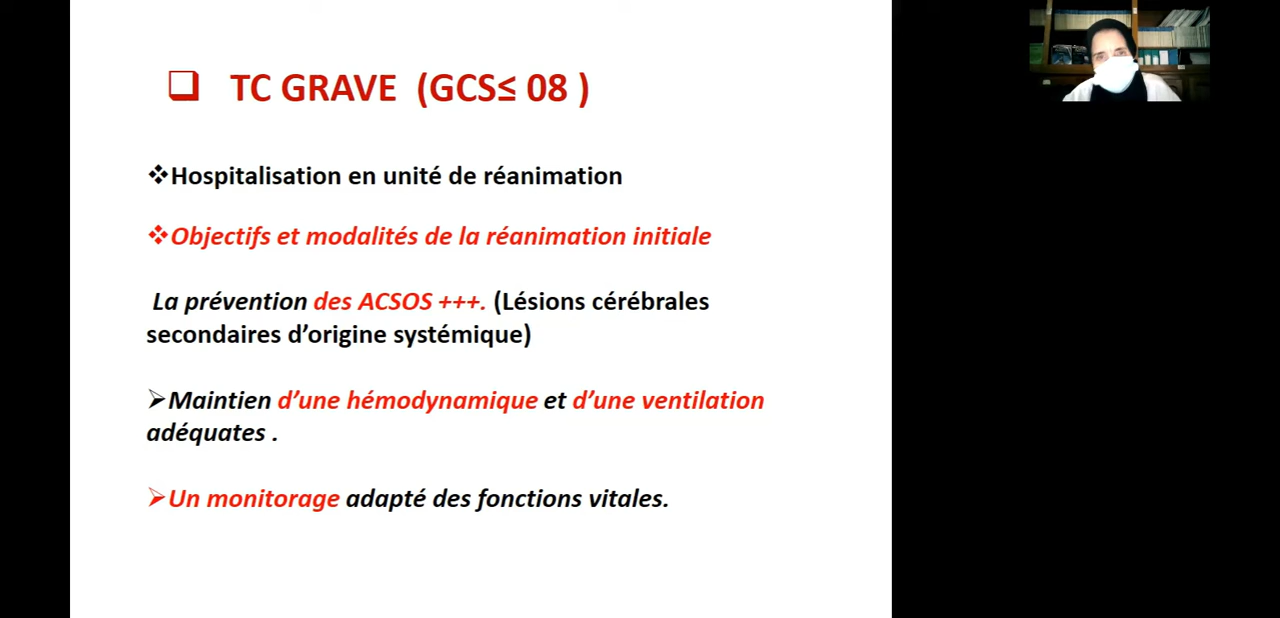 TC GRAVE (GCS≤ 08 )
Hospitalisation en unité de réanimation
Objectifs et modalités de la réanimation initiale
La prévention des ACSOS +++. (Lésions cérébrales
secondaires d’origine systémique)
Maintien d’une hémodynamique et d’une ventilation
adéquates .
Un monitorage adapté des fonctions vitales.